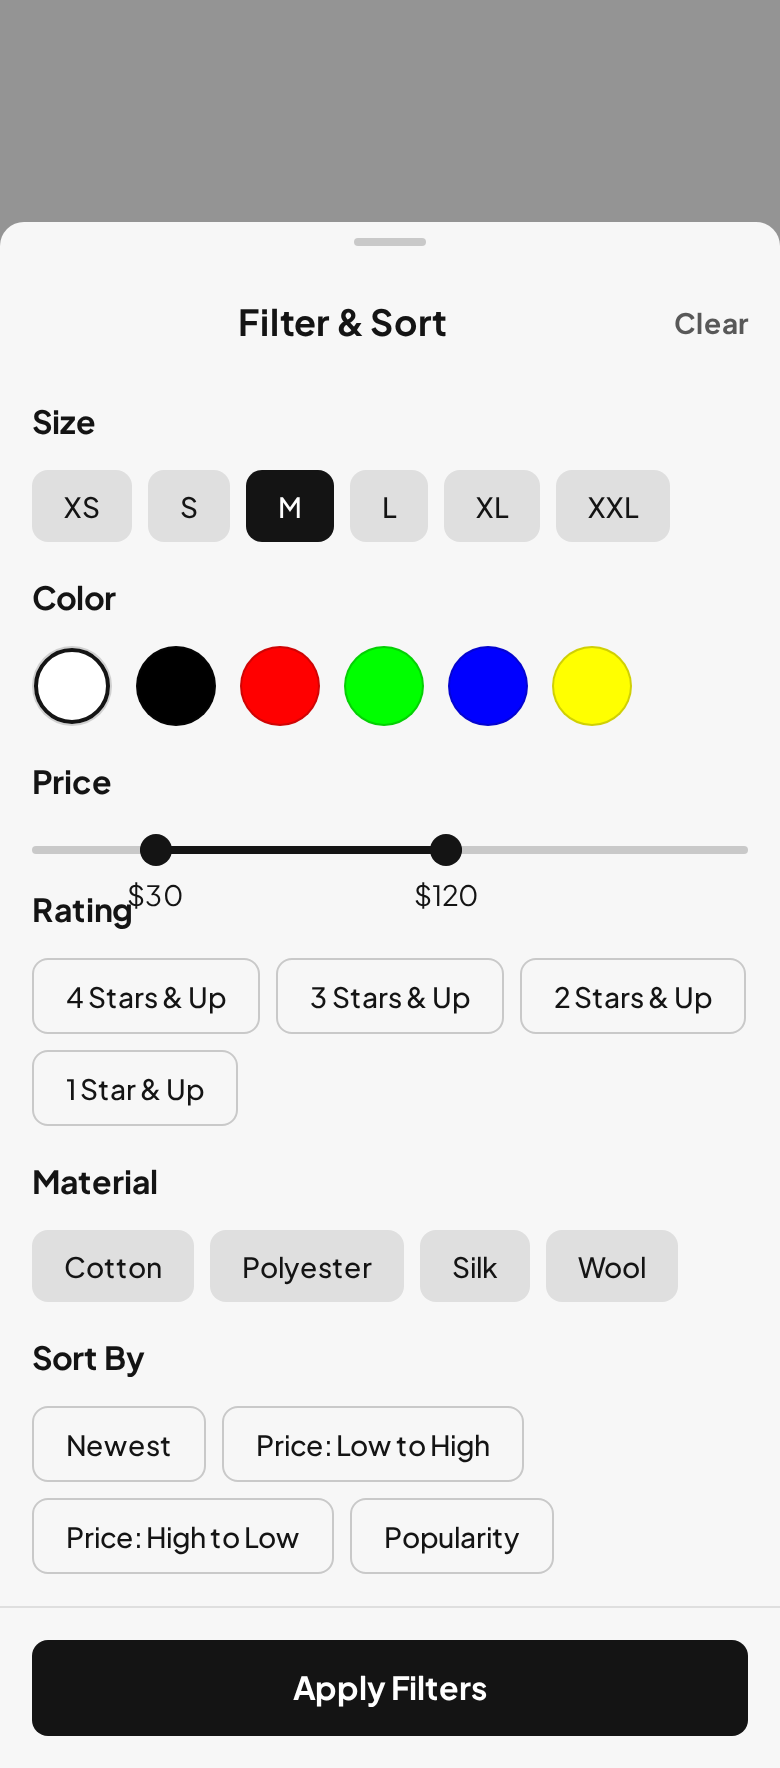 Filter & Sort
Clear
Size
XS S M L XL XXL
Color
Price
$30 $120
Rating
4 Stars & Up 3 Stars & Up 2 Stars & Up
1 Star & Up
Material
Cotton Polyester Silk Wool
Sort By
Newest Price: Low to High
Price: High to Low Popularity
Apply Filters